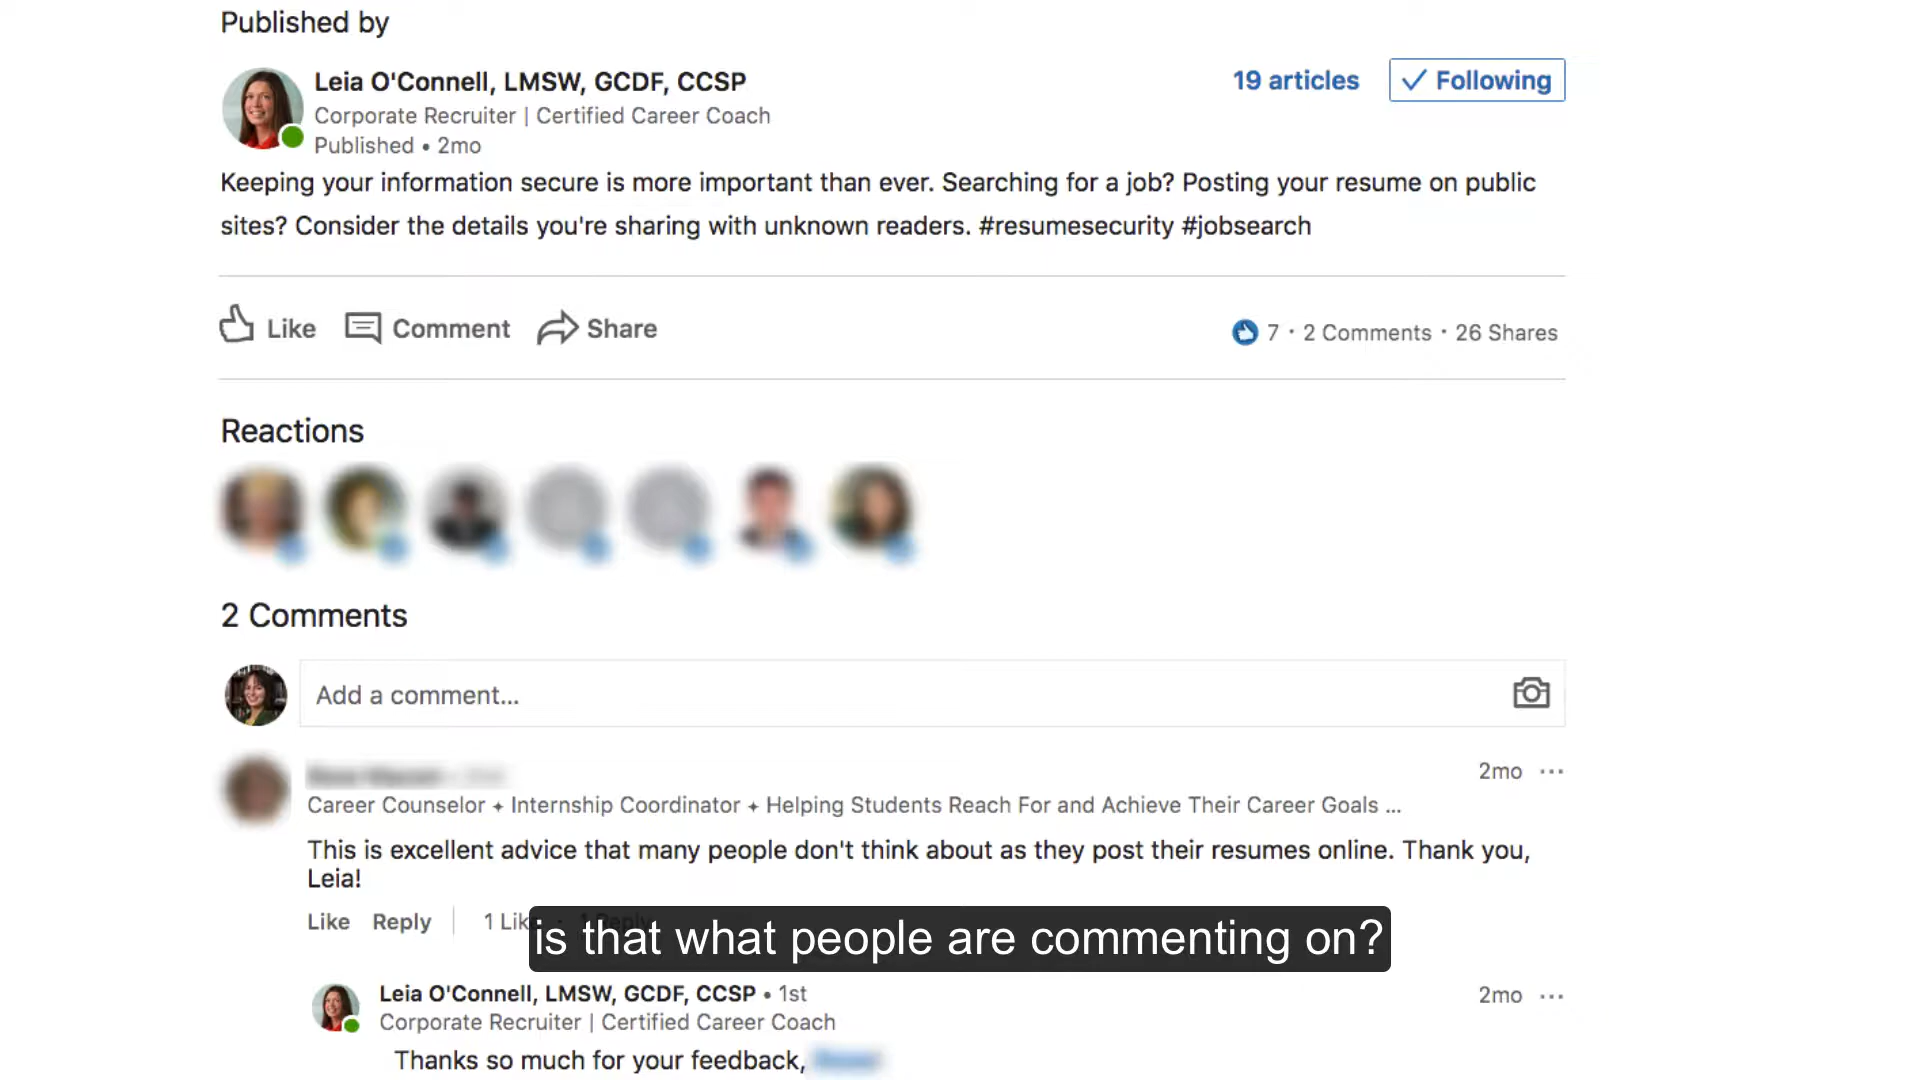 Published by
Leia O'Connell, LMSW, GCDF, CCSP
19 articles
Following
Corporate Recruiter | Certified Career Coach
Published • 2mo
Keeping your information secure is more important than ever. Searching for a job? Posting your resume on public
sites? Consider the details you're sharing with unknown readers. #resumesecurity #jobsearch
Like Comment Share
7 · 2 Comments · 26 Shares
Reactions
2 Comments
Add a comment...
2mo ...
Career Counselor ✦ Internship Coordinator ✦ Helping Students Reach For and Achieve Their Career Goals ...
This is excellent advice that many people don't think about as they post their resumes online. Thank you,
Leia!
Like Reply | 1 Like · 1 Reply
is that what people are commenting on?
Leia O'Connell, LMSW, GCDF, CCSP • 1st
2mo ...
Corporate Recruiter | Certified Career Coach
Thanks so much for your feedback,